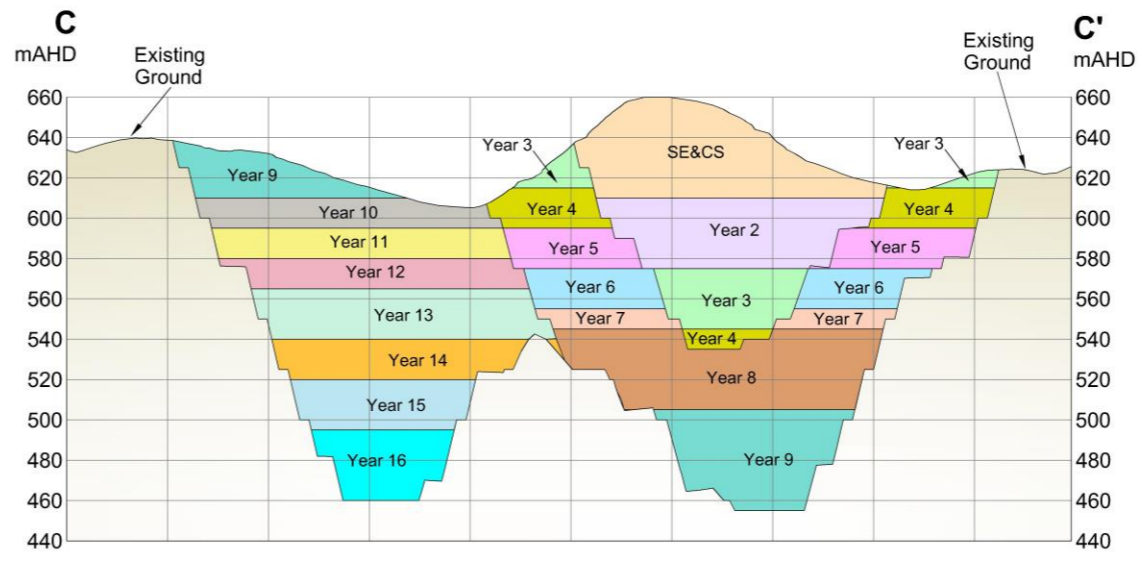 C
mAHD
Existing
Ground
Existing
Ground
C'
mAHD
660
660
640
Year 3
SE&CS
Year 3
640
620
Year 9
620
Year 10
Year 4
Year 4
600
Year 2
600
Year 11
Year 5
Year 5
580
Year 12
580
Year 6
Year 6
560
Year 3
560
Year 13
Year 7
Year 7
540
Year 4
540
Year 14
520
Year 8
520
Year 15
500
500
480
Year 16
Year 9
480
460
460
440
440